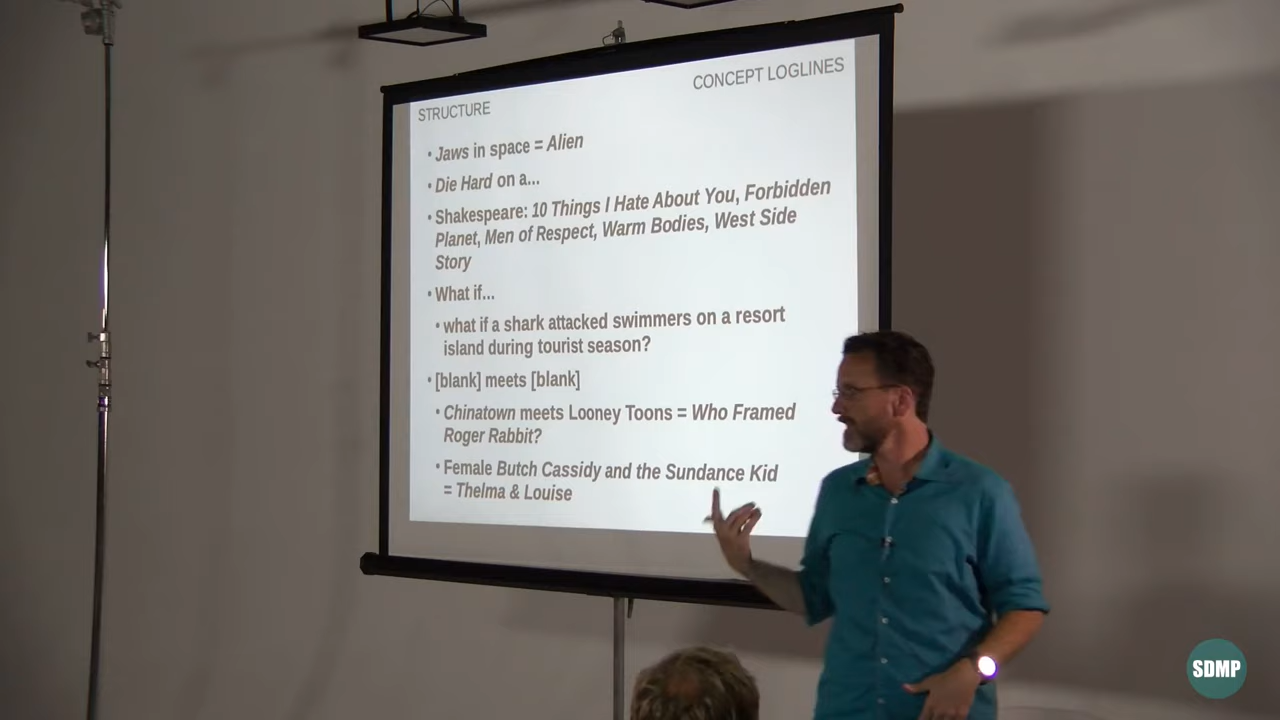 STRUCTURE
CONCEPT LOGLINES
• Jaws in space = Alien
• Die Hard on a...
• Shakespeare: 10 Things I Hate About You, Forbidden
Planet, Men of Respect, Warm Bodies, West Side
Story
• What if...
• what if a shark attacked swimmers on a resort
island during tourist season?
• [blank] meets [blank]
• Chinatown meets Looney Toons = Who Framed
Roger Rabbit?
• Female Butch Cassidy and the Sundance Kid
= Thelma & Louise
SDMP